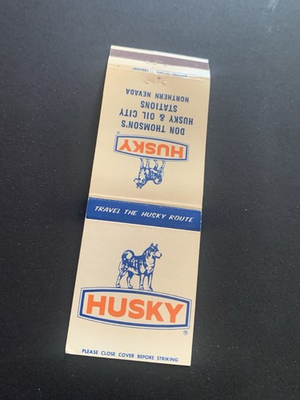 DON THOMSON'S
HUSKY & OIL CITY
STATIONS
NORTHERN NEVADA
HUSKY
TRAVEL THE HUSKY ROUTE
HUSKY
®
PLEASE CLOSE COVER BEFORE STRIKING